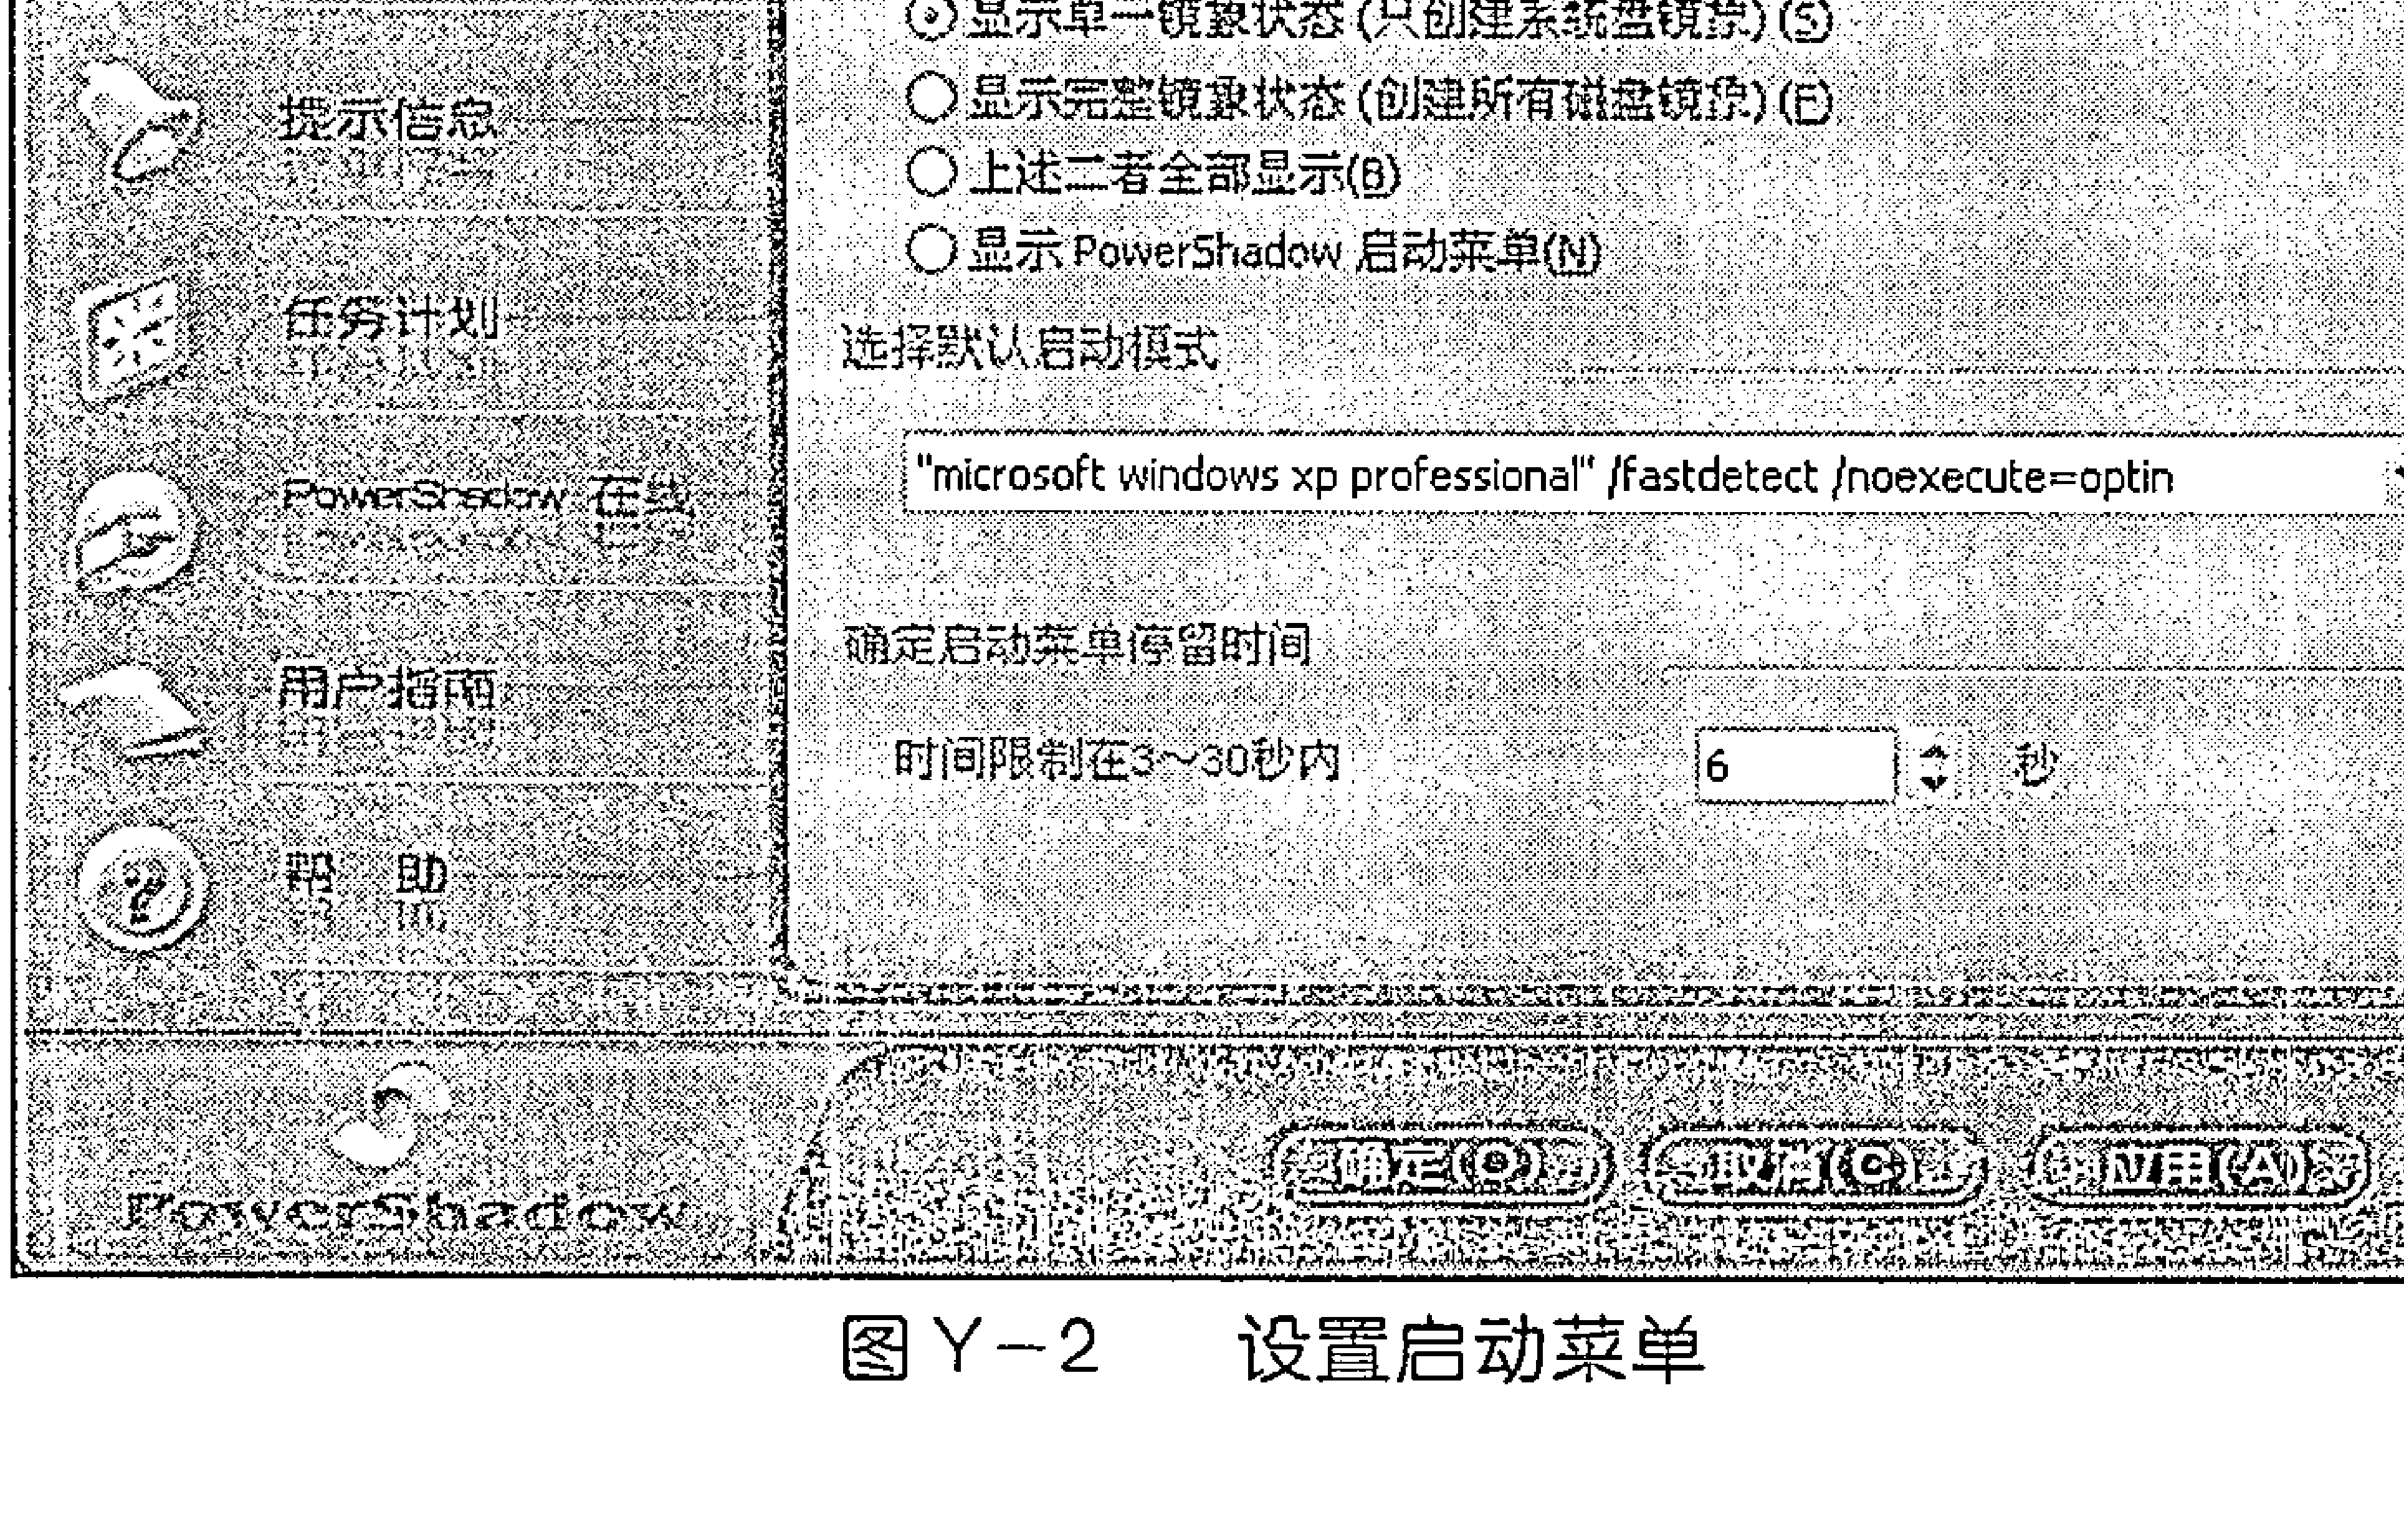 显示单一镜象状态 (只创建系统盘镜象) (S)
显示完整镜象状态 (创建所有磁盘镜象) (F)
上述二者全部显示(B)
显示 PowerShadow 启动菜单(N)
选择默认启动模式
"microsoft windows xp professional" /fastdetect /noexecute=optin
确定启动菜单停留时间
时间限制在3～30秒内
6
秒
提示信息
任务计划
PowerShadow 在线
用户指南
帮 助
PowerShadow
确定(O)
取消(C)
应用(A)
图 Y－2 设置启动菜单